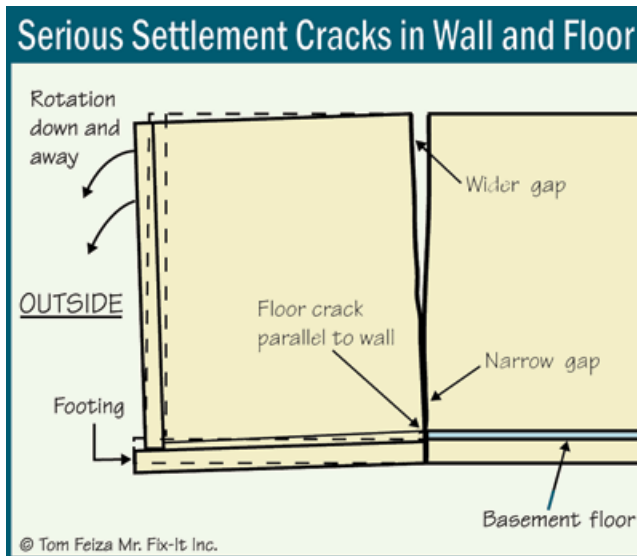 Serious Settlement Cracks in Wall and Floor
Rotation
down and
away
Wider gap
OUTSIDE
Floor crack
parallel to wall
Narrow gap
Footing
Basement floor
© Tom Feiza Mr. Fix-It Inc.